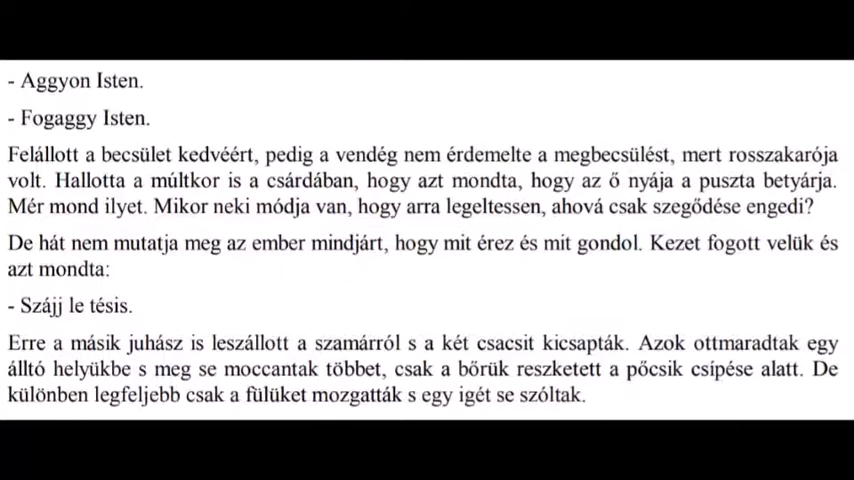 - Aggyon Isten.
- Fogaggy Isten.
Felállott a becsület kedvéért, pedig a vendég nem érdemelte a megbecsülést, mert rosszakarója
volt. Hallotta a múltkor is a csárdában, hogy azt mondta, hogy az ő nyája a puszta betyárja.
Mér mond ilyet. Mikor neki módja van, hogy arra legeltessen, ahová csak szegődése engedi?
De hát nem mutatja meg az ember mindjárt, hogy mit érez és mit gondol. Kezet fogott velük és
azt mondta:
- Szájj le tésis.
Erre a másik juhász is leszállott a szamárról s a két csacsit kicsapták. Azok ottmaradtak egy
álltó helyükbe s meg se moccantak többet, csak a bőrük reszketett a pőcsik csípése alatt. De
különben legfeljebb csak a fülüket mozgatták s egy igét se szóltak.